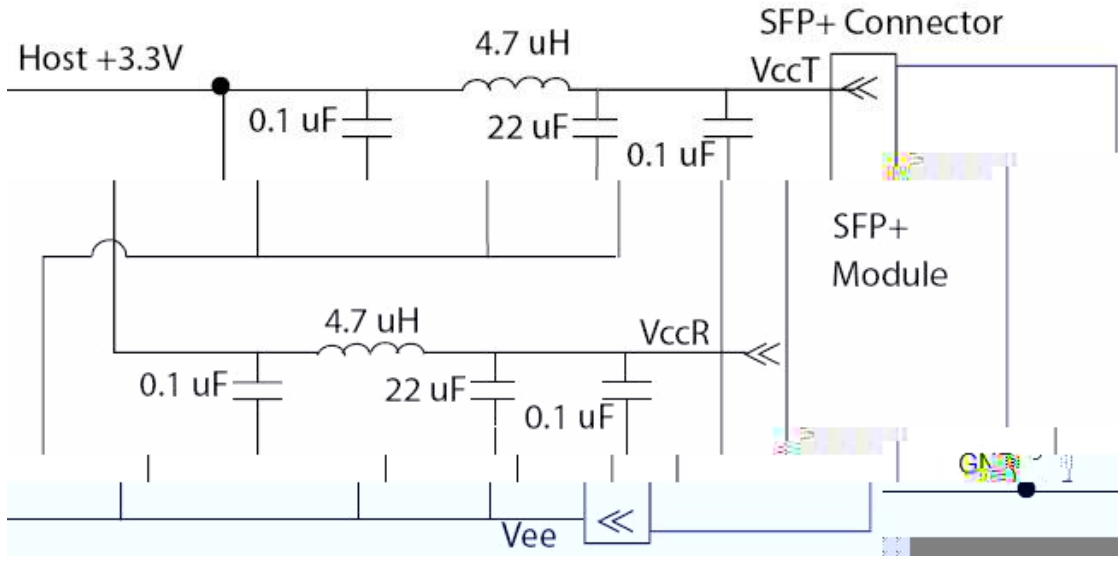 SFP+ Connector
Host +3.3V
4.7 uH
VccT
0.1 uF
22 uF
0.1 uF
SFP+
Module
4.7 uH
VccR
0.1 uF
22 uF
0.1 uF
Vee